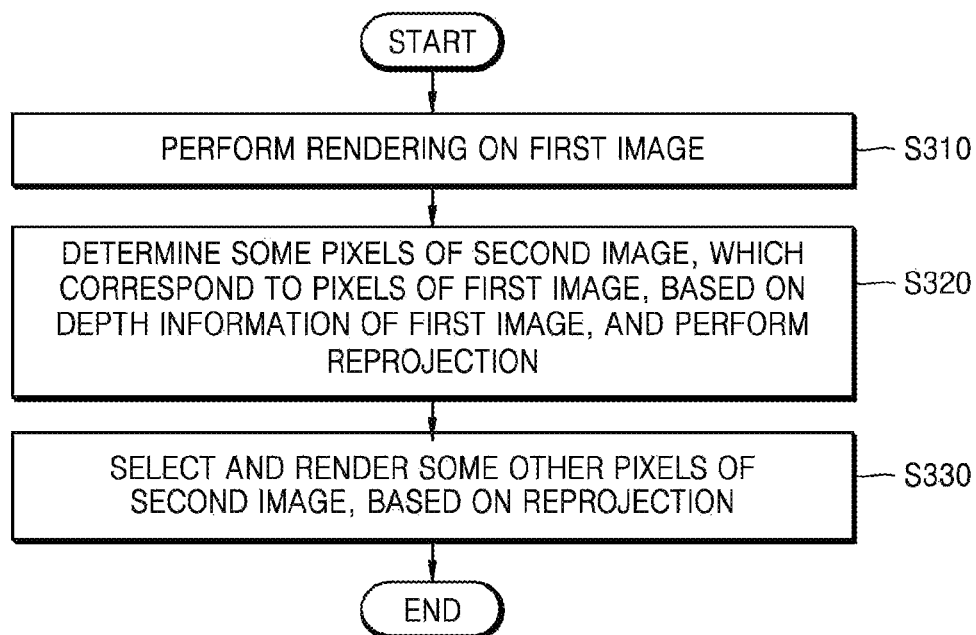 START
PERFORM RENDERING ON FIRST IMAGE
S310
DETERMINE SOME PIXELS OF SECOND IMAGE, WHICH
CORRESPOND TO PIXELS OF FIRST IMAGE, BASED ON
DEPTH INFORMATION OF FIRST IMAGE, AND PERFORM
REPROJECTION
S320
SELECT AND RENDER SOME OTHER PIXELS OF
SECOND IMAGE, BASED ON REPROJECTION
S330
END